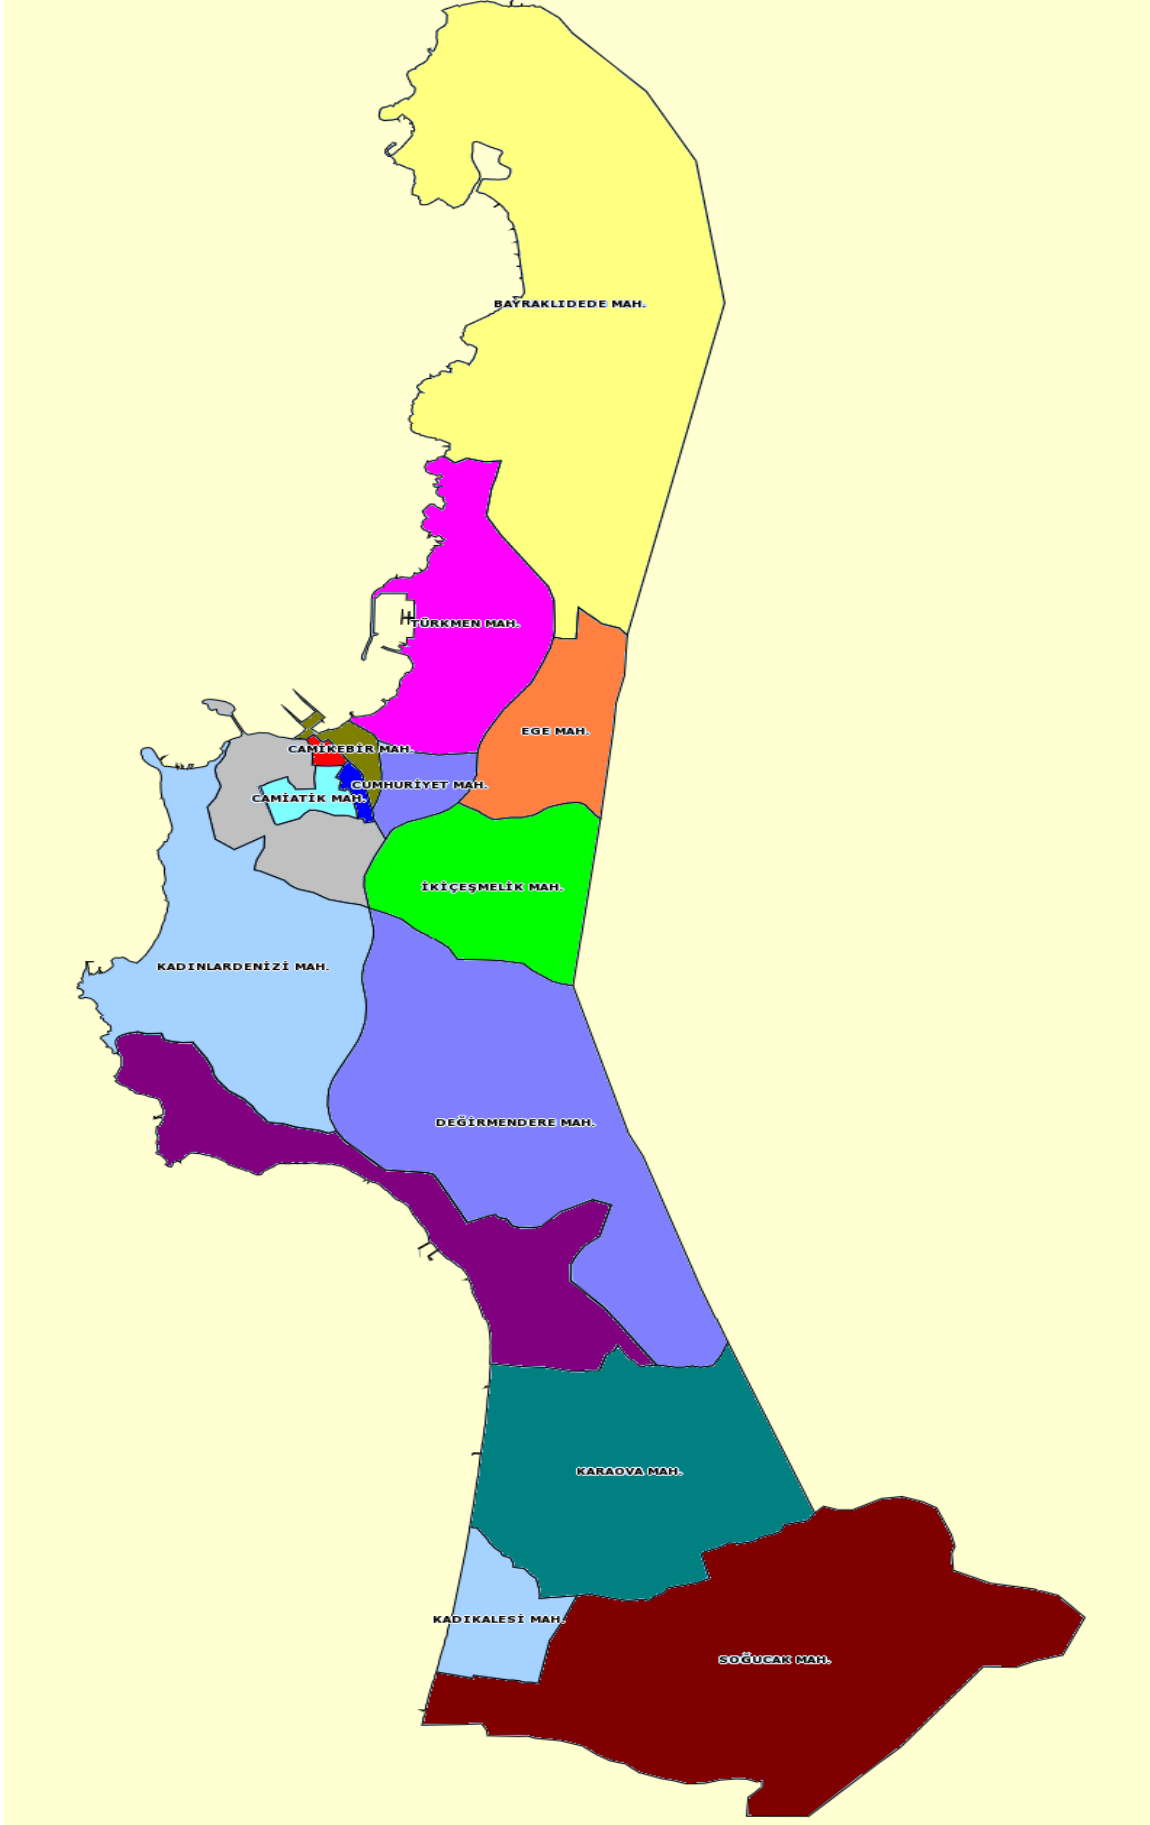 BAYRAKLIDEDE MAH.
TÜRKMEN MAH.
EGE MAH.
CAMİKEBİR MAH.
CUMHURİYET MAH.
CAMİATİK MAH.
İKİÇEŞMELİK MAH.
KADINLARDENİZİ MAH.
DEĞİRMENDERE MAH.
KARAOVA MAH.
KADIKALESİ MAH.
SOĞUCAK MAH.